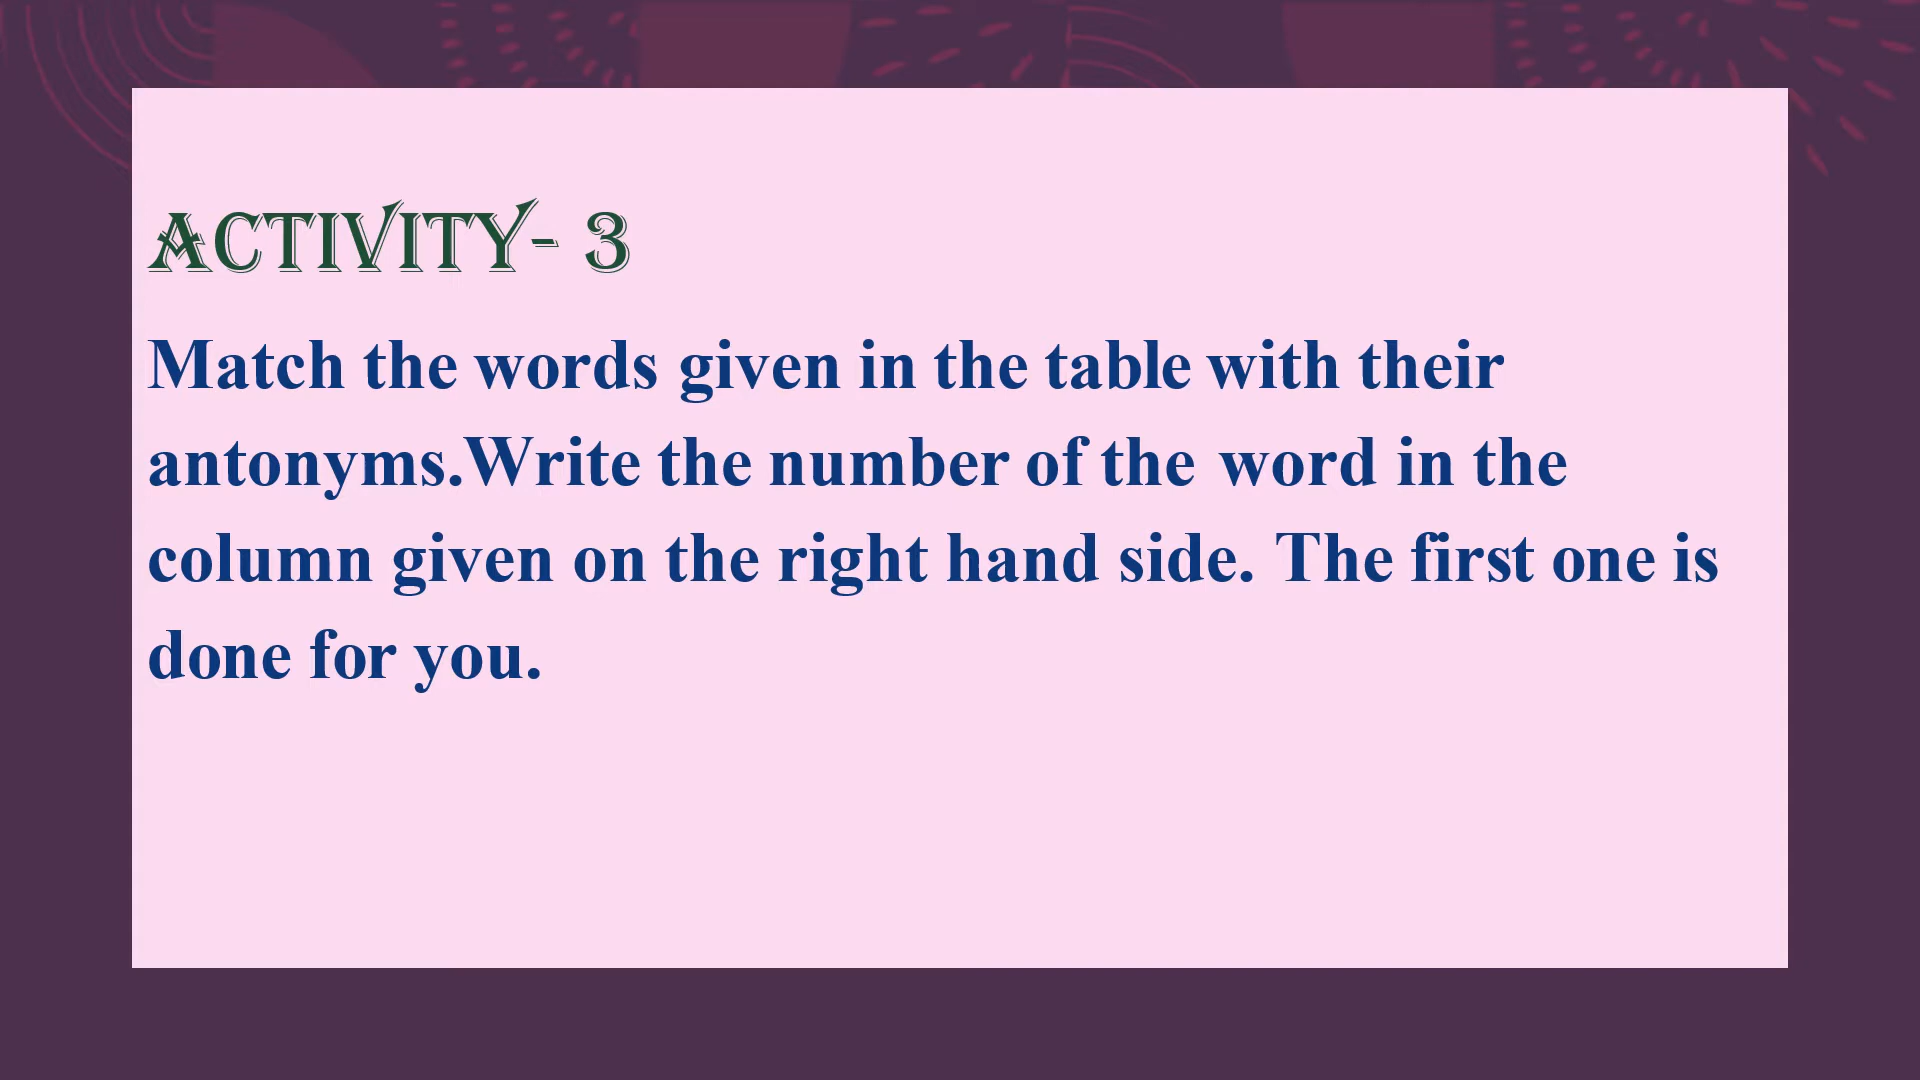 ACTIVITY- 3
Match the words given in the table with their
antonyms.Write the number of the word in the
column given on the right hand side. The first one is
done for you.